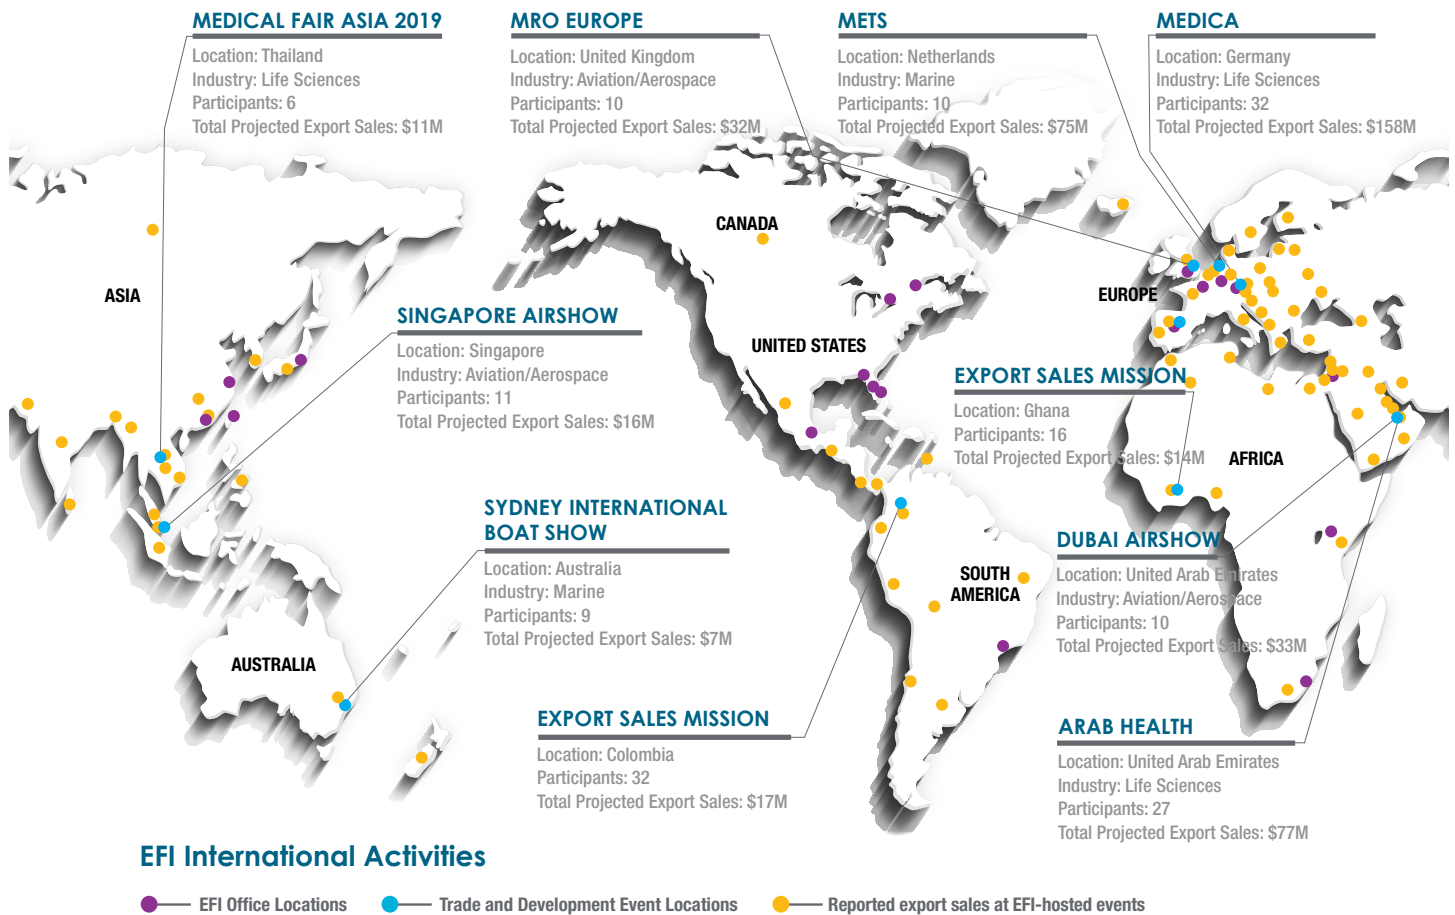 MEDICAL FAIR ASIA 2019
Location: Thailand
Industry: Life Sciences
Participants: 6
Total Projected Export Sales: $11M
MRO EUROPE
Location: United Kingdom
Industry: Aviation/Aerospace
Participants: 10
Total Projected Export Sales: $32M
METS
Location: Netherlands
Industry: Marine
Participants: 10
Total Projected Export Sales: $75M
MEDICA
Location: Germany
Industry: Life Sciences
Participants: 32
Total Projected Export Sales: $158M
CANADA
ASIA
EUROPE
UNITED STATES
SINGAPORE AIRSHOW
Location: Singapore
Industry: Aviation/Aerospace
Participants: 11
Total Projected Export Sales: $16M
EXPORT SALES MISSION
Location: Ghana
Participants: 16
Total Projected Export Sales: $14M
AFRICA
SYDNEY INTERNATIONAL
BOAT SHOW
Location: Australia
Industry: Marine
Participants: 9
Total Projected Export Sales: $7M
SOUTH
AMERICA
DUBAI AIRSHOW
Location: United Arab Emirates
Industry: Aviation/Aerospace
Participants: 10
Total Projected Export Sales: $33M
AUSTRALIA
EXPORT SALES MISSION
Location: Colombia
Participants: 32
Total Projected Export Sales: $17M
ARAB HEALTH
Location: United Arab Emirates
Industry: Life Sciences
Participants: 27
Total Projected Export Sales: $77M
EFI International Activities
EFI Office Locations
Trade and Development Event Locations
Reported export sales at EFI-hosted events